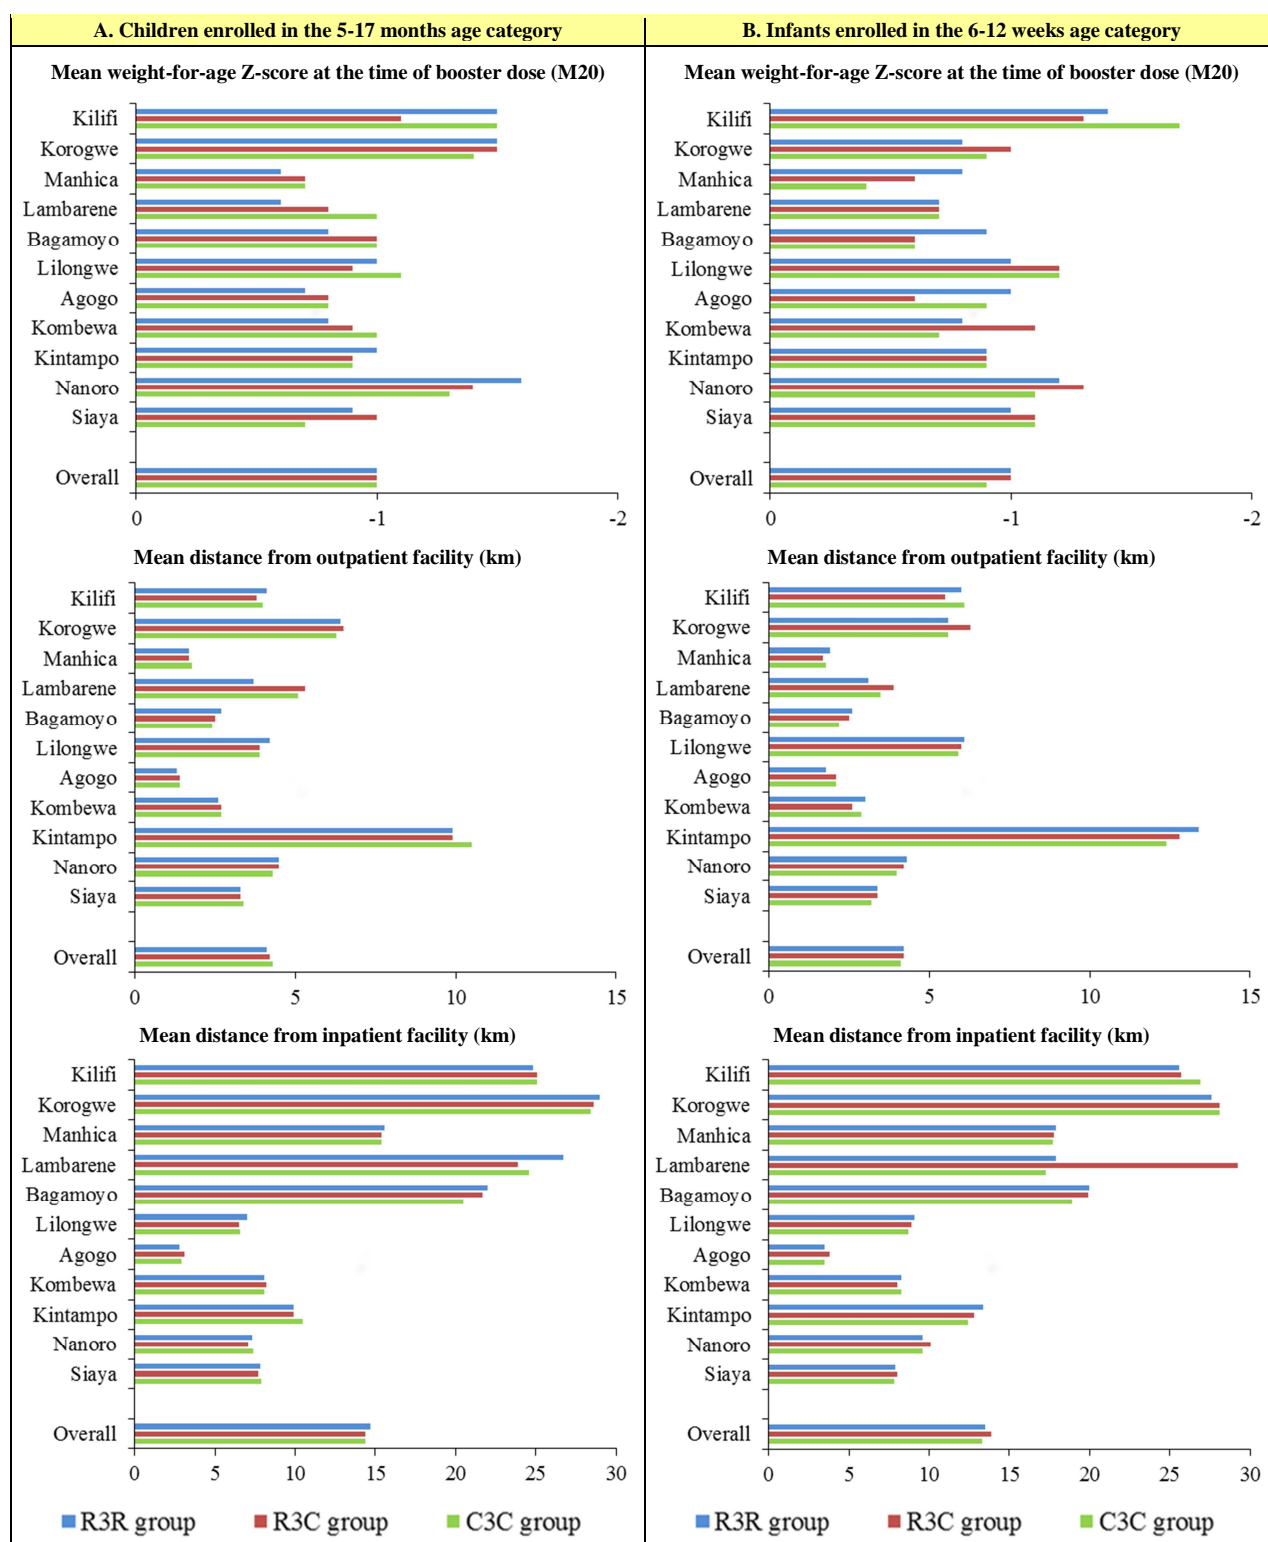 A. Children enrolled in the 5-17 months age category
Mean weight-for-age Z-score at the time of booster dose (M20)
Kilifi
Korogwe
Manhica
Lambarene
Bagamoyo
Lilongwe
Agogo
Kombewa
Kintampo
Nanoro
Siaya
Overall
0 -1 -2
Mean distance from outpatient facility (km)
Kilifi
Korogwe
Manhica
Lambarene
Bagamoyo
Lilongwe
Agogo
Kombewa
Kintampo
Nanoro
Siaya
Overall
0 5 10 15
Mean distance from inpatient facility (km)
Kilifi
Korogwe
Manhica
Lambarene
Bagamoyo
Lilongwe
Agogo
Kombewa
Kintampo
Nanoro
Siaya
Overall
0 5 10 15 20 25 30
R3R group R3C group C3C group
B. Infants enrolled in the 6-12 weeks age category
Mean weight-for-age Z-score at the time of booster dose (M20)
Kilifi
Korogwe
Manhica
Lambarene
Bagamoyo
Lilongwe
Agogo
Kombewa
Kintampo
Nanoro
Siaya
Overall
0 -1 -2
Mean distance from outpatient facility (km)
Kilifi
Korogwe
Manhica
Lambarene
Bagamoyo
Lilongwe
Agogo
Kombewa
Kintampo
Nanoro
Siaya
Overall
0 5 10 15
Mean distance from inpatient facility (km)
Kilifi
Korogwe
Manhica
Lambarene
Bagamoyo
Lilongwe
Agogo
Kombewa
Kintampo
Nanoro
Siaya
Overall
0 5 10 15 20 25 30
R3R group R3C group C3C group